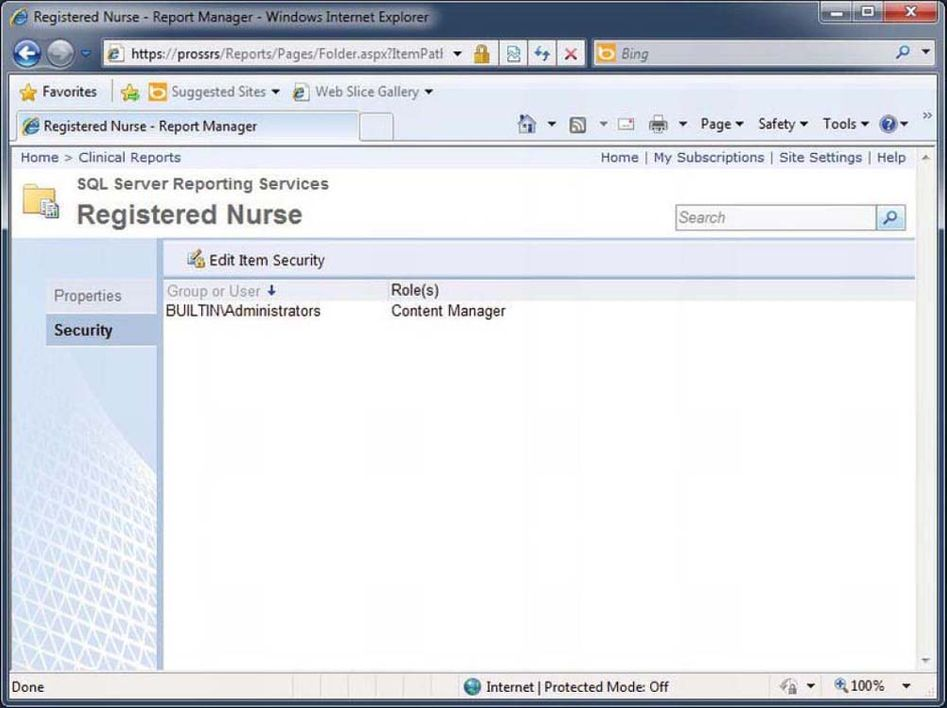 Registered Nurse - Report Manager - Windows Internet Explorer
https://prossrs/Reports/Pages/Folder.aspx?ItemPath
Bing
Favorites
Suggested Sites
Web Slice Gallery
Registered Nurse - Report Manager
Page
Safety
Tools
»
Home > Clinical Reports
Home | My Subscriptions | Site Settings | Help
SQL Server Reporting Services
Registered Nurse
Search
Edit Item Security
Properties
Security
Group or User Role(s)
BUILTIN\Administrators Content Manager
Done
Internet | Protected Mode: Off
100%